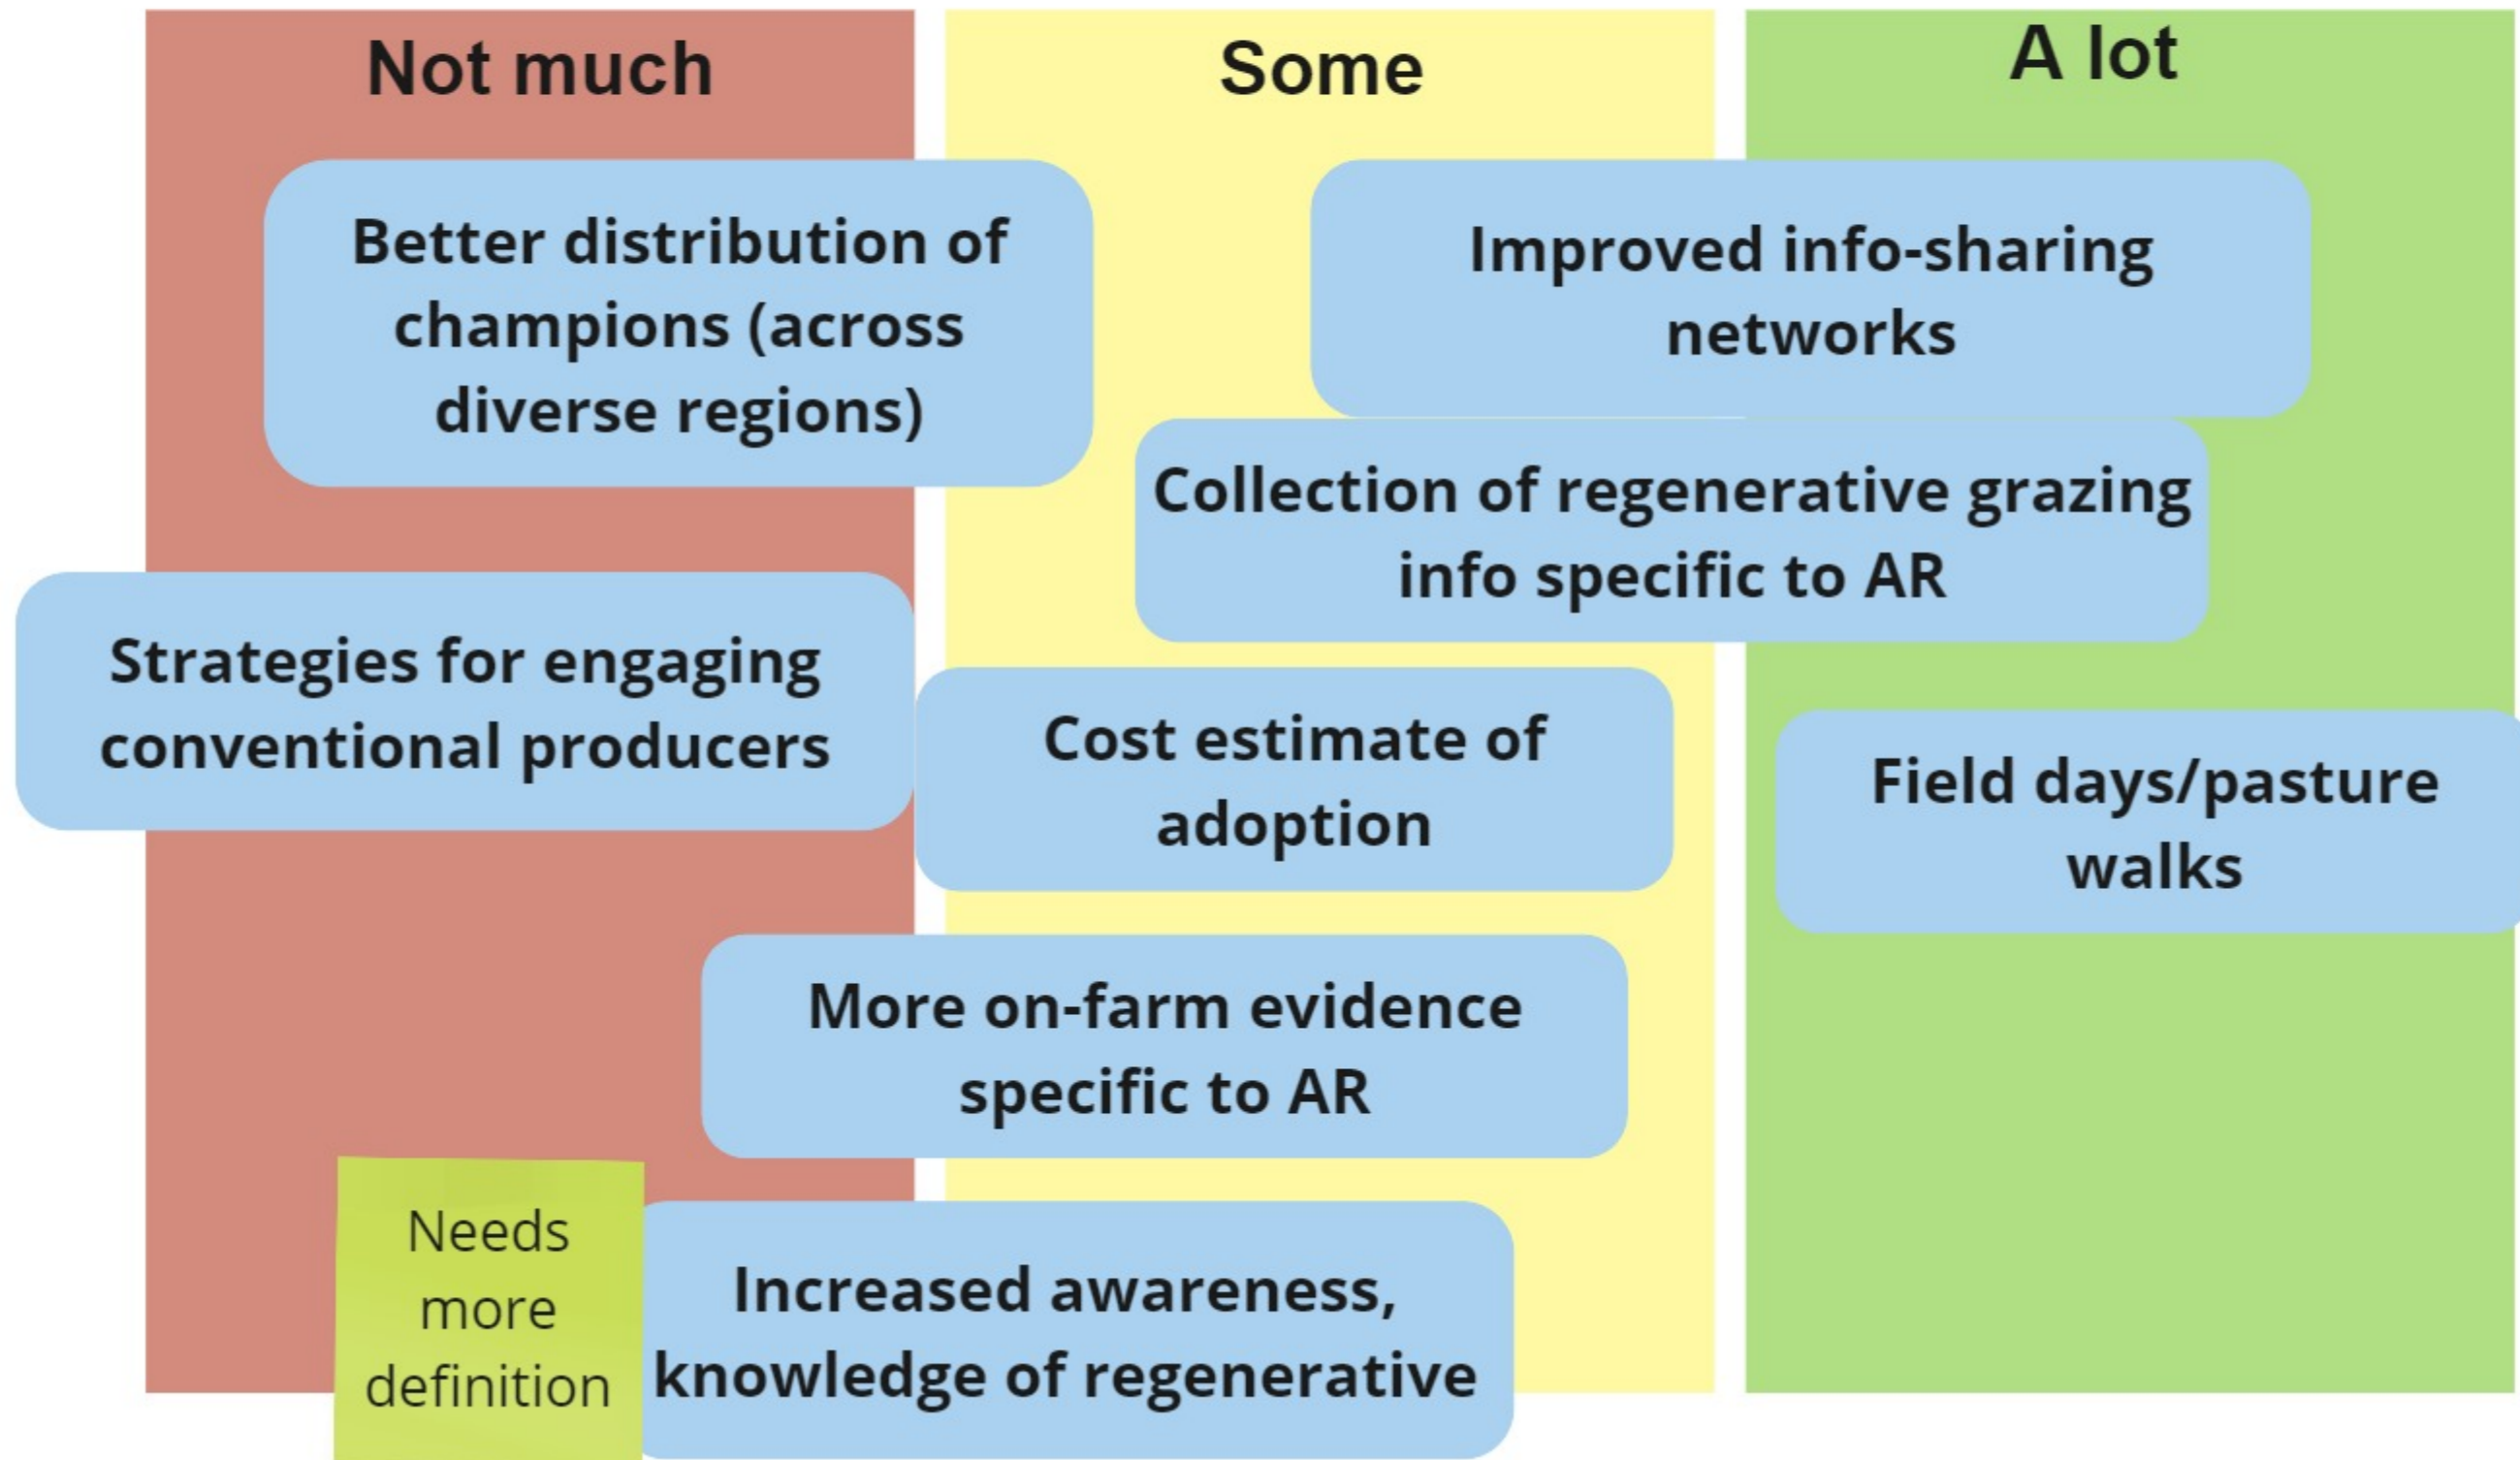 Not much
Some
A lot
Better distribution of
champions (across
diverse regions)
Improved info-sharing
networks
Collection of regenerative grazing
info specific to AR
Strategies for engaging
conventional producers
Cost estimate of
adoption
Field days/pasture
walks
More on-farm evidence
specific to AR
Needs
more
definition
Increased awareness,
knowledge of regenerative